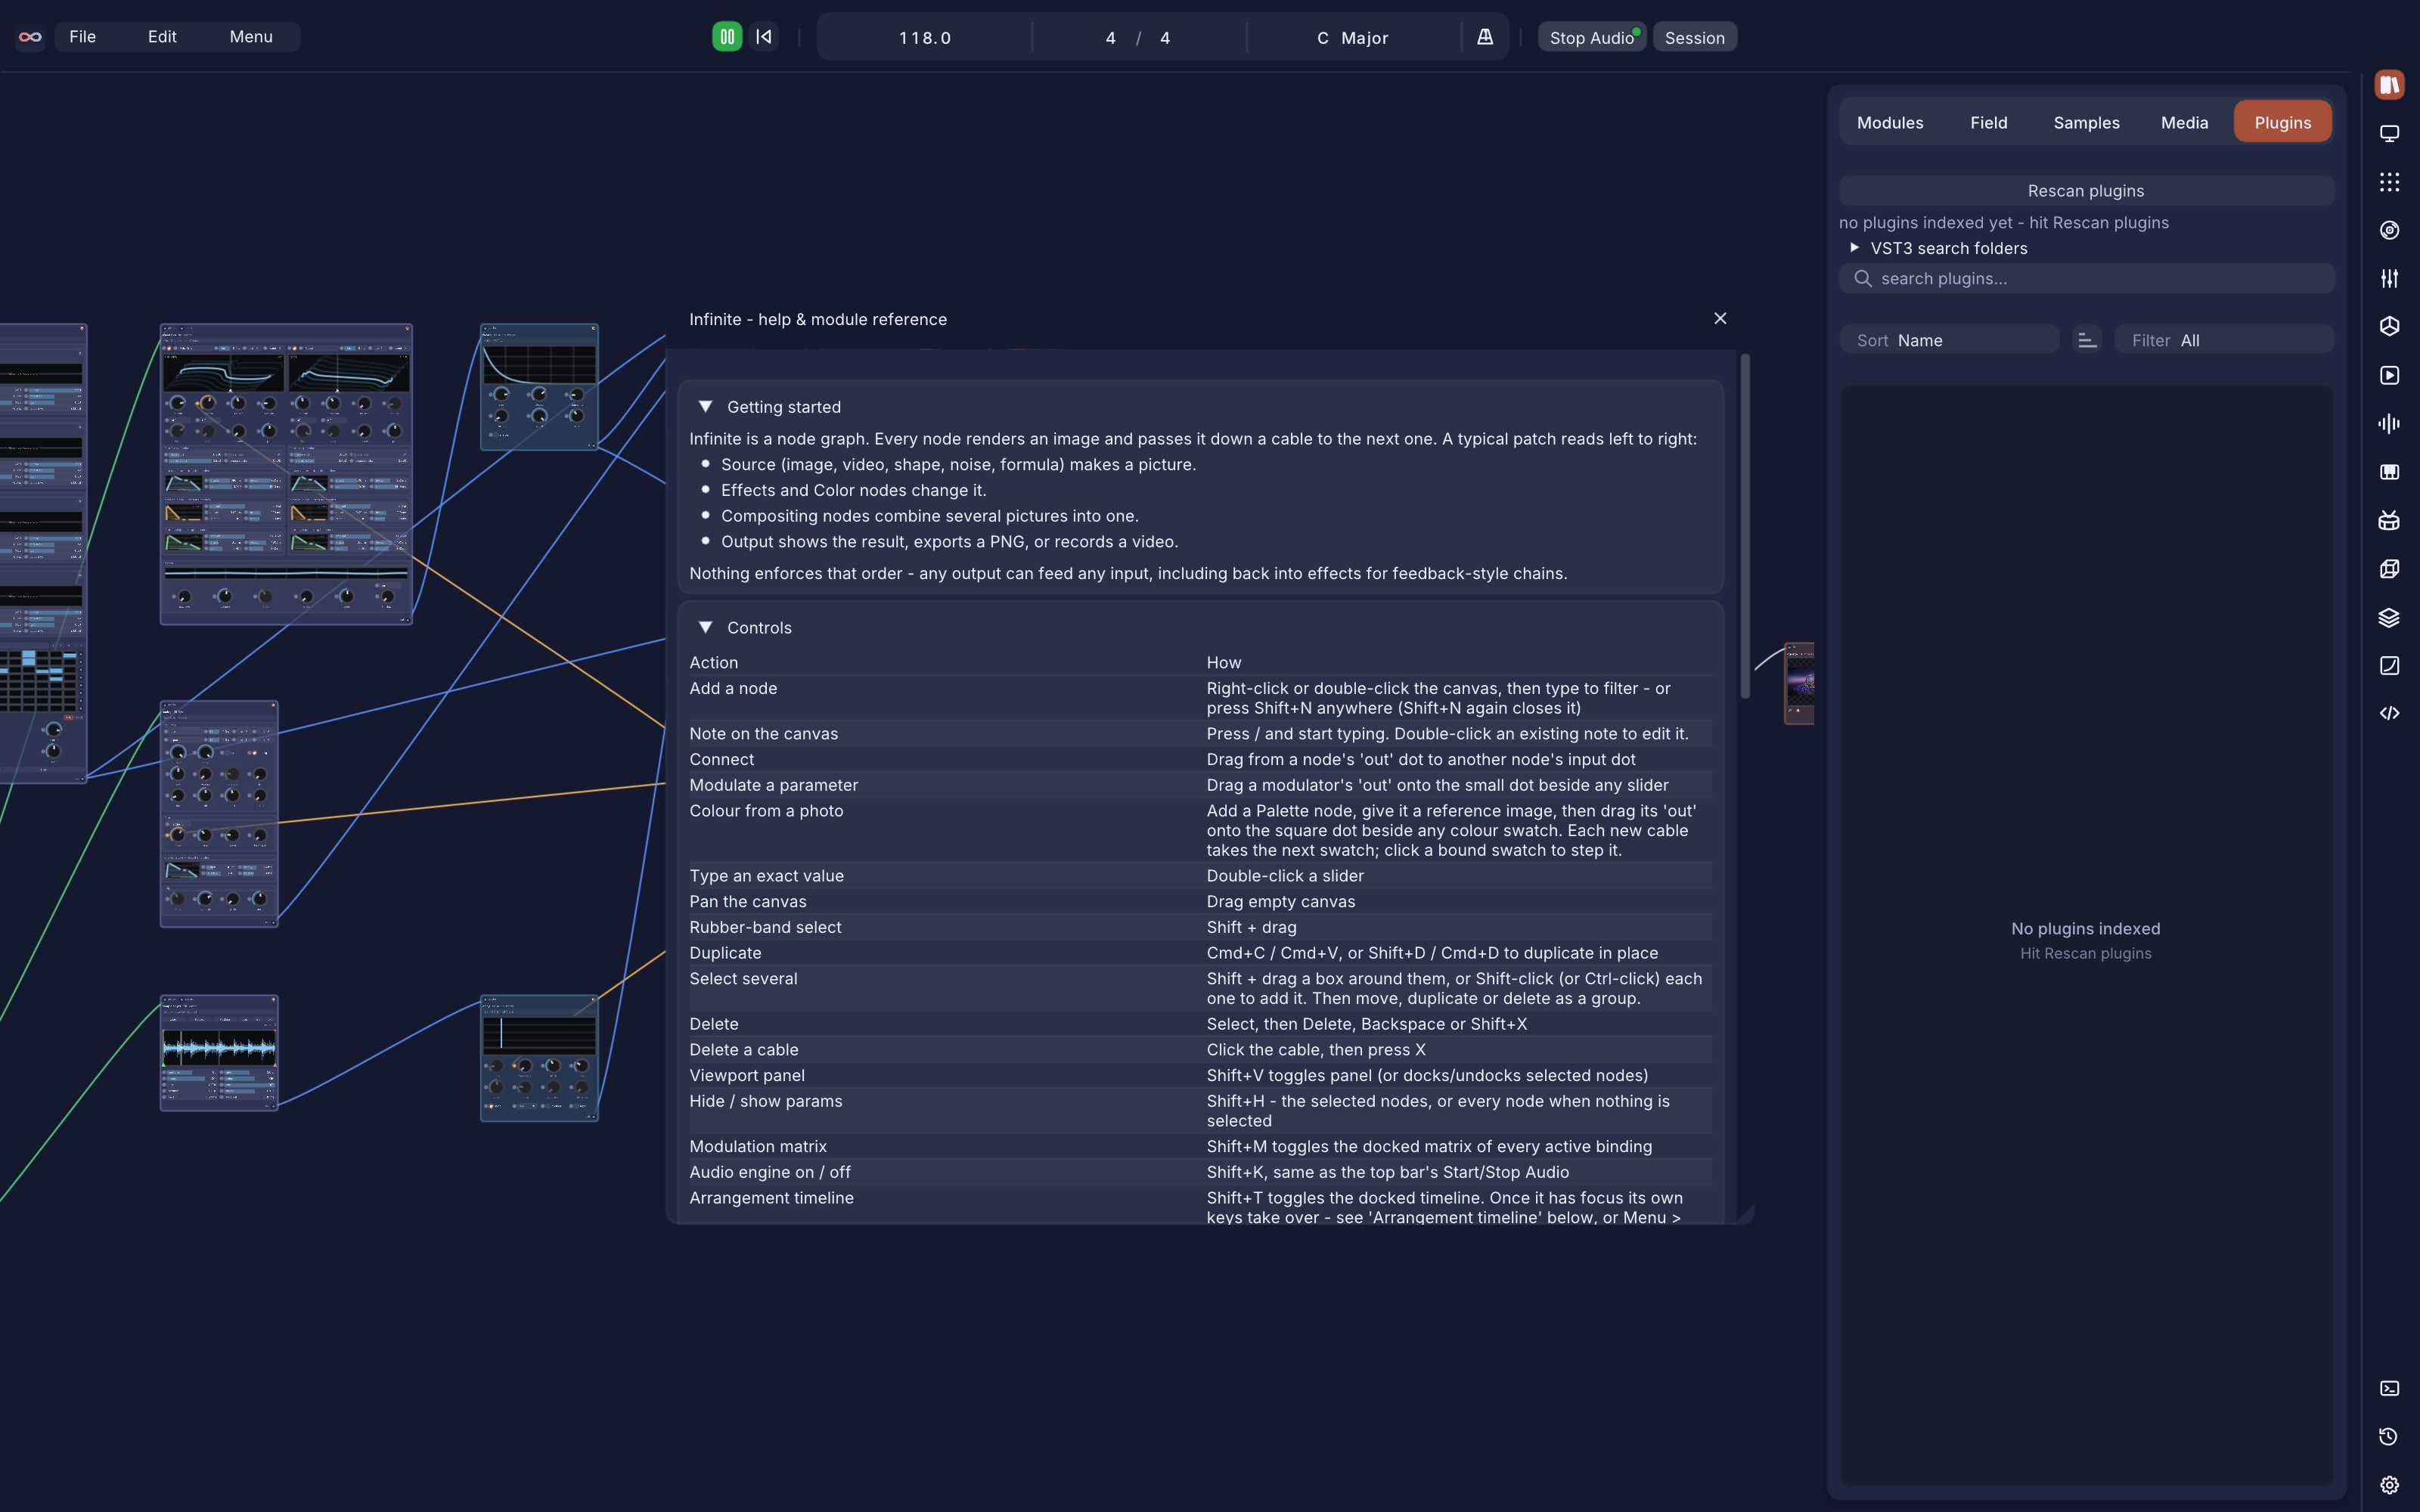 File Edit Menu
118.0 4 / 4 C Major
Stop Audio Session
Modules Field Samples Media Plugins
Rescan plugins
no plugins indexed yet - hit Rescan plugins
VST3 search folders
search plugins...
Sort Name Filter All
No plugins indexed
Hit Rescan plugins
Infinite - help & module reference
Getting started
Infinite is a node graph. Every node renders an image and passes it down a cable to the next one. A typical patch reads left to right:
Source (image, video, shape, noise, formula) makes a picture.
Effects and Color nodes change it.
Compositing nodes combine several pictures into one.
Output shows the result, exports a PNG, or records a video.
Nothing enforces that order - any output can feed any input, including back into effects for feedback-style chains.
Controls
Action How
Add a node Right-click or double-click the canvas, then type to filter - or
press Shift+N anywhere (Shift+N again closes it)
Note on the canvas Press / and start typing. Double-click an existing note to edit it.
Connect Drag from a node's 'out' dot to another node's input dot
Modulate a parameter Drag a modulator's 'out' onto the small dot beside any slider
Colour from a photo Add a Palette node, give it a reference image, then drag its 'out'
onto the square dot beside any colour swatch. Each new cable
takes the next swatch; click a bound swatch to step it.
Type an exact value Double-click a slider
Pan the canvas Drag empty canvas
Rubber-band select Shift + drag
Duplicate Cmd+C / Cmd+V, or Shift+D / Cmd+D to duplicate in place
Select several Shift + drag a box around them, or Shift-click (or Ctrl-click) each
one to add it. Then move, duplicate or delete as a group.
Delete Select, then Delete, Backspace or Shift+X
Delete a cable Click the cable, then press X
Viewport panel Shift+V toggles panel (or docks/undocks selected nodes)
Hide / show params Shift+H - the selected nodes, or every node when nothing is
selected
Modulation matrix Shift+M toggles the docked matrix of every active binding
Audio engine on / off Shift+K, same as the top bar's Start/Stop Audio
Arrangement timeline Shift+T toggles the docked timeline. Once it has focus its own
keys take over - see 'Arrangement timeline' below, or Menu >